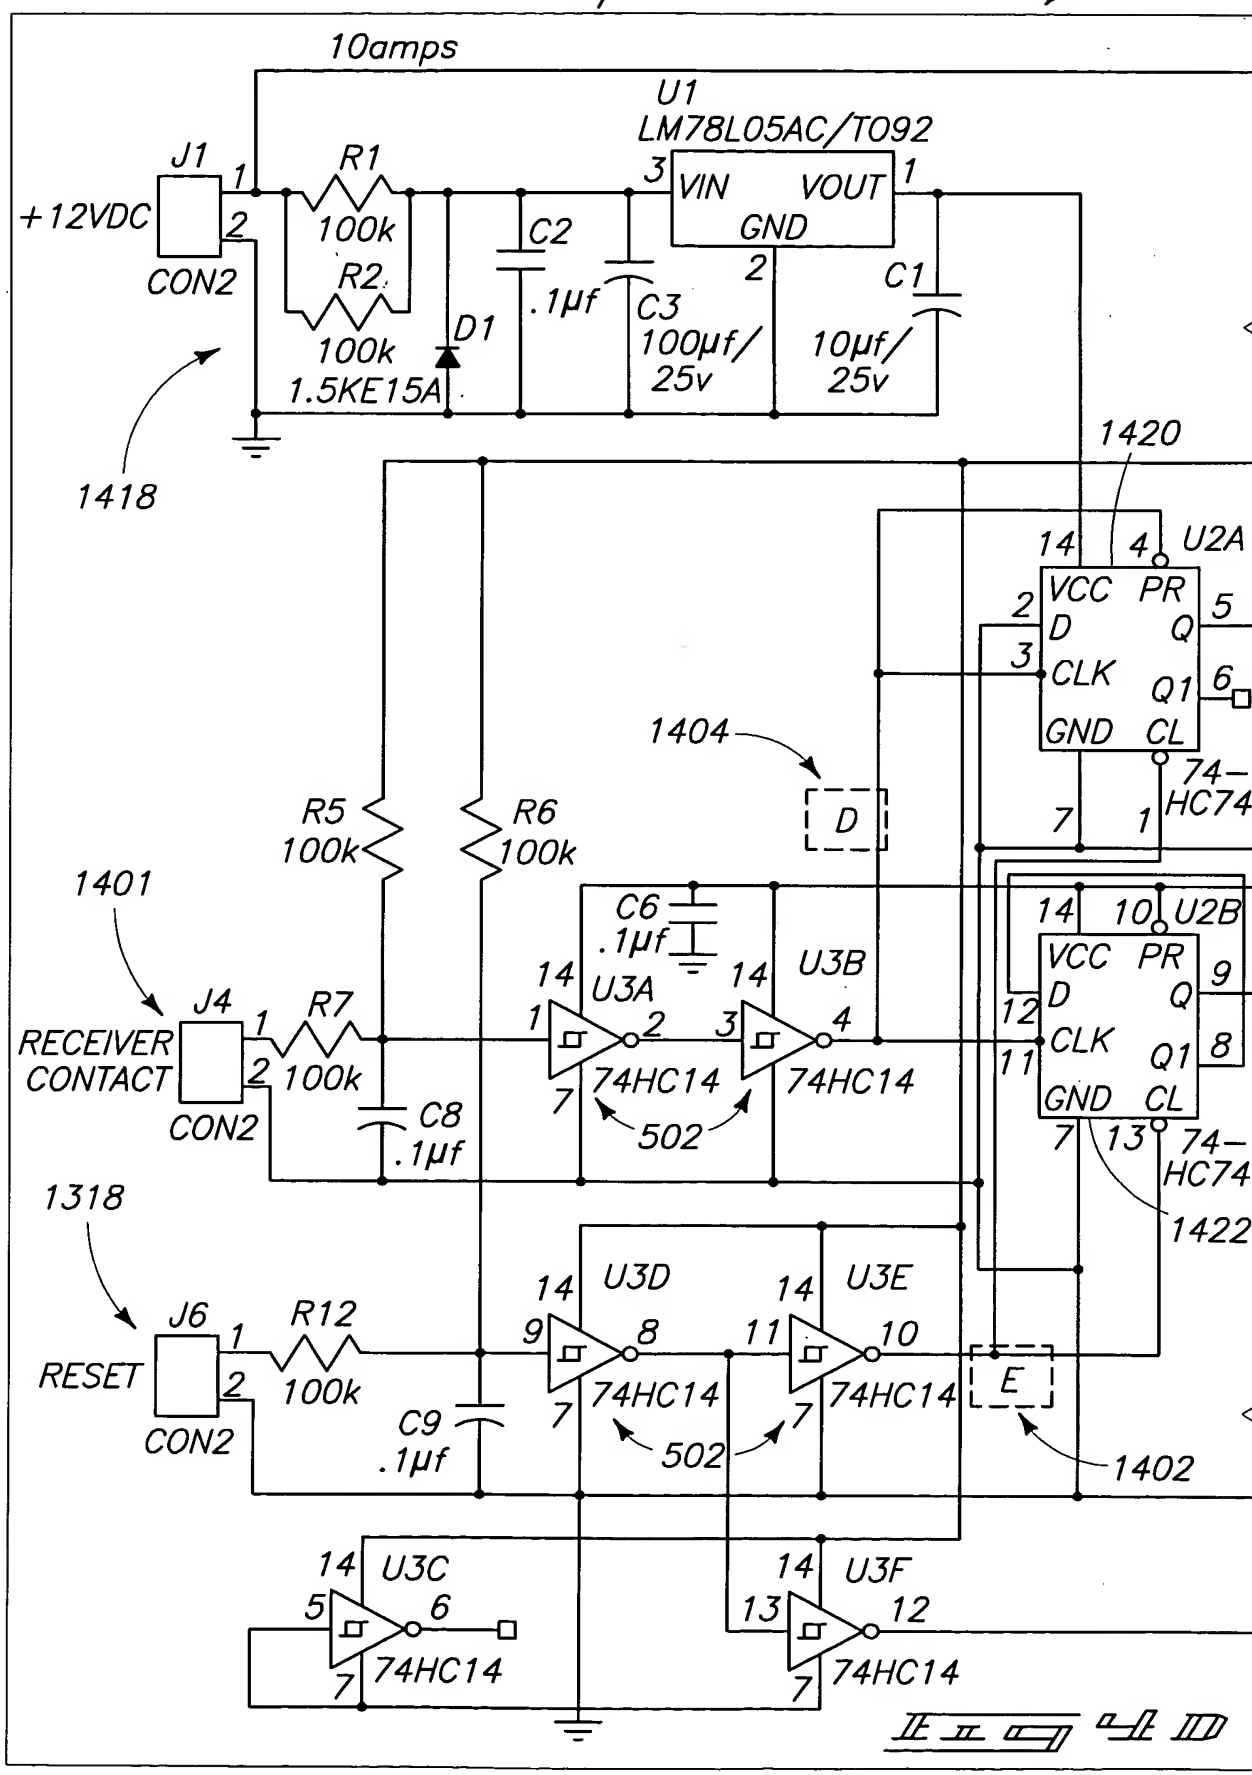 10amps
U1
LM78L05AC/TO92
J1
1
2
+12VDC
CON2
R1
100k
R2
100k
1.5KE15A
D1
C2
.1µf
C3
100µf/
25v
3
VIN
VOUT
1
GND
2
C1
10µf/
25v
1418
1420
14
4
U2A
VCC
PR
2
D
Q
5
3
CLK
Q1
6
GND
CL
74-
HC74
7
1
1404
D
R5
100k
R6
100k
1401
C6
.1µf
14
10
U2B
VCC
PR
12
D
Q
9
11
CLK
Q1
8
GND
CL
7
13
74-
HC74
1422
J4
RECEIVER
CONTACT
1
2
CON2
R7
100k
C8
.1µf
14
U3A
1
2
74HC14
7
14
U3B
3
4
74HC14
502
1318
J6
RESET
1
2
CON2
R12
100k
C9
.1µf
14
U3D
9
8
74HC14
7
14
U3E
11
10
74HC14
7
502
E
1402
14
U3C
5
6
74HC14
7
14
U3F
13
12
74HC14
7
Fig 4D